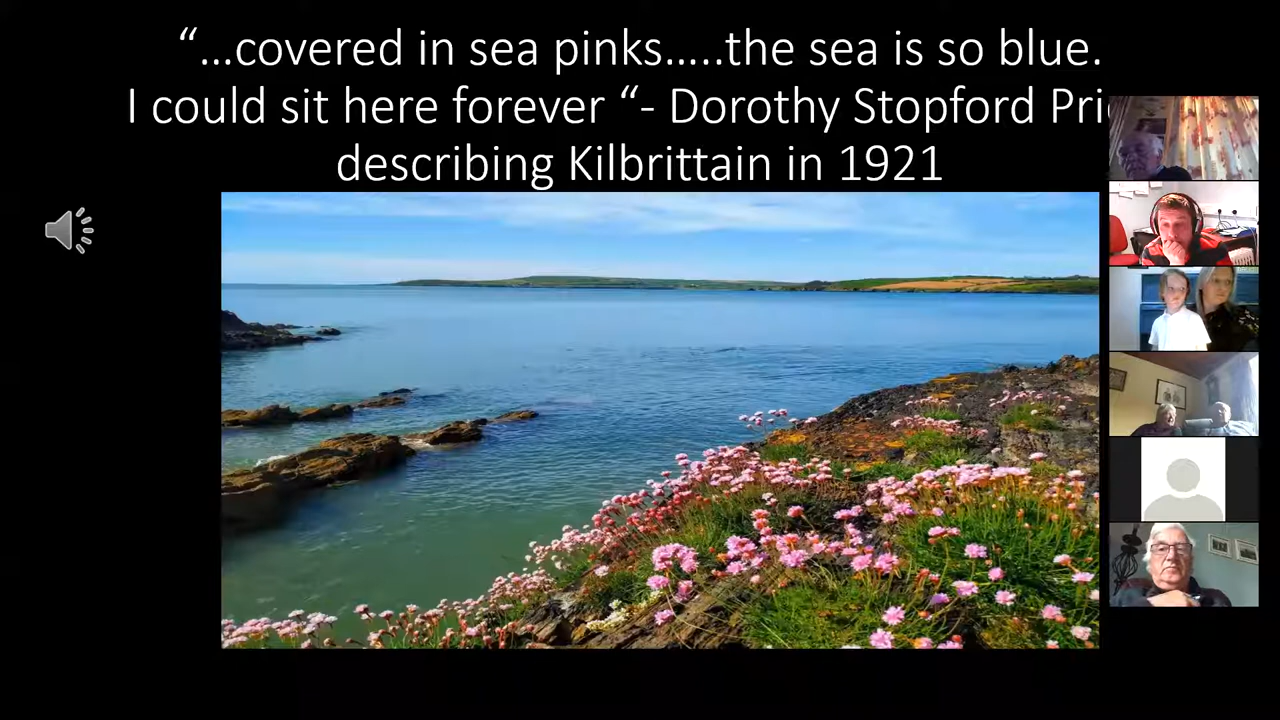 “...covered in sea pinks.....the sea is so blue.
I could sit here forever “- Dorothy Stopford
describing Kilbrittain in 1921